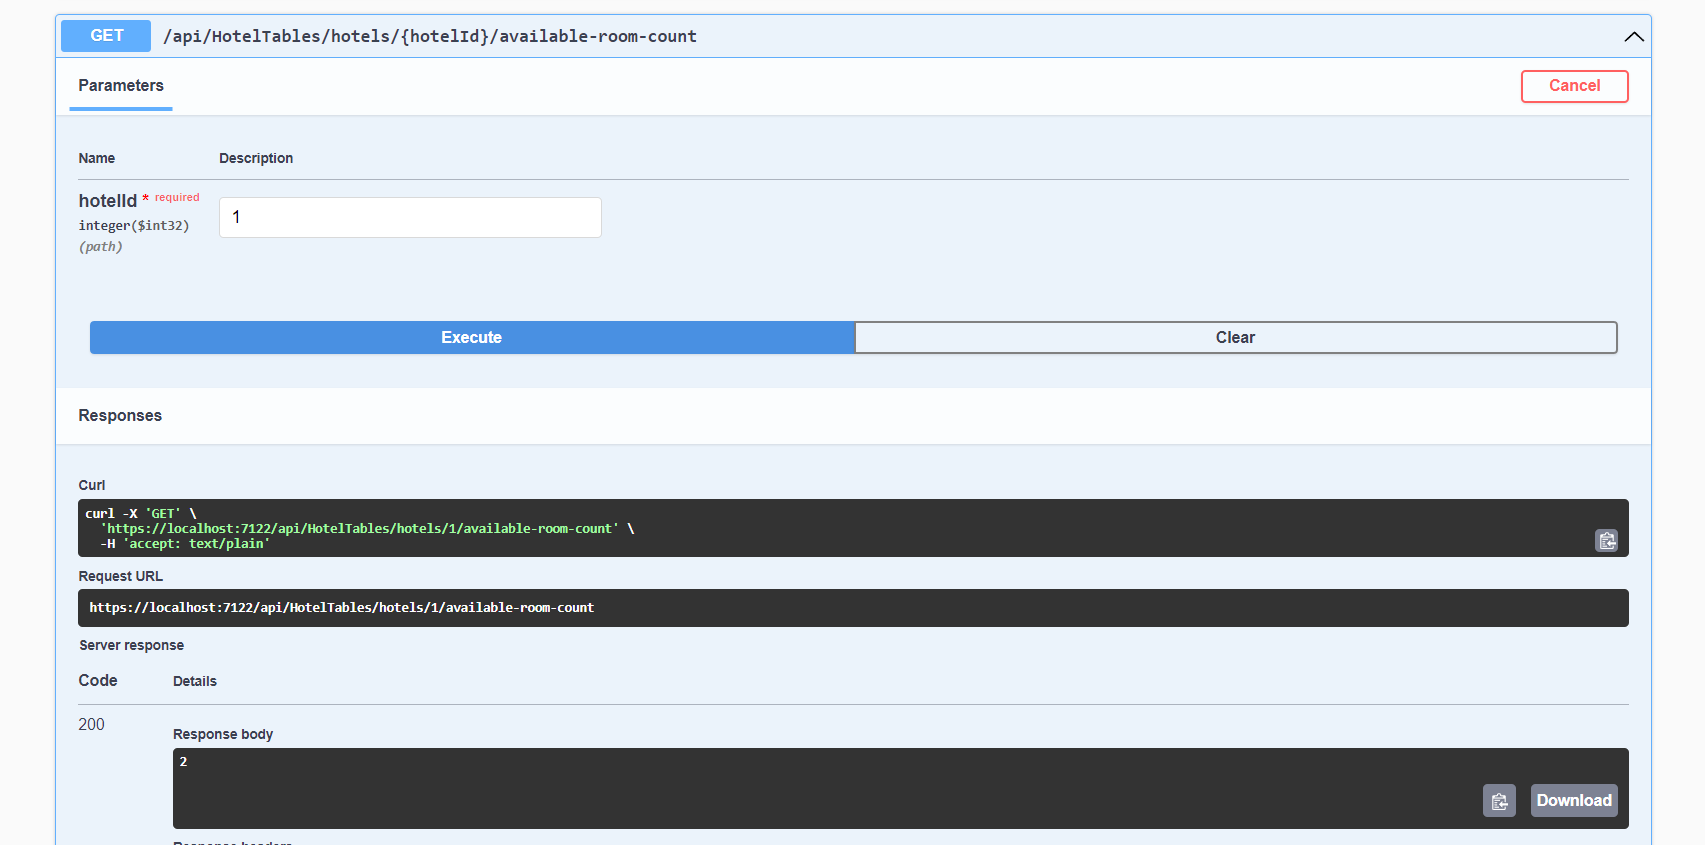 GET /api/HotelTables/hotels/{hotelId}/available-room-count
Parameters
Cancel
Name Description
hotelId * required
integer($int32)
(path)
1
Execute Clear
Responses
Curl
curl -X 'GET' \
'https://localhost:7122/api/HotelTables/hotels/1/available-room-count' \
-H 'accept: text/plain'
Request URL
https://localhost:7122/api/HotelTables/hotels/1/available-room-count
Server response
Code Details
200
Response body
2
Download
Response headers